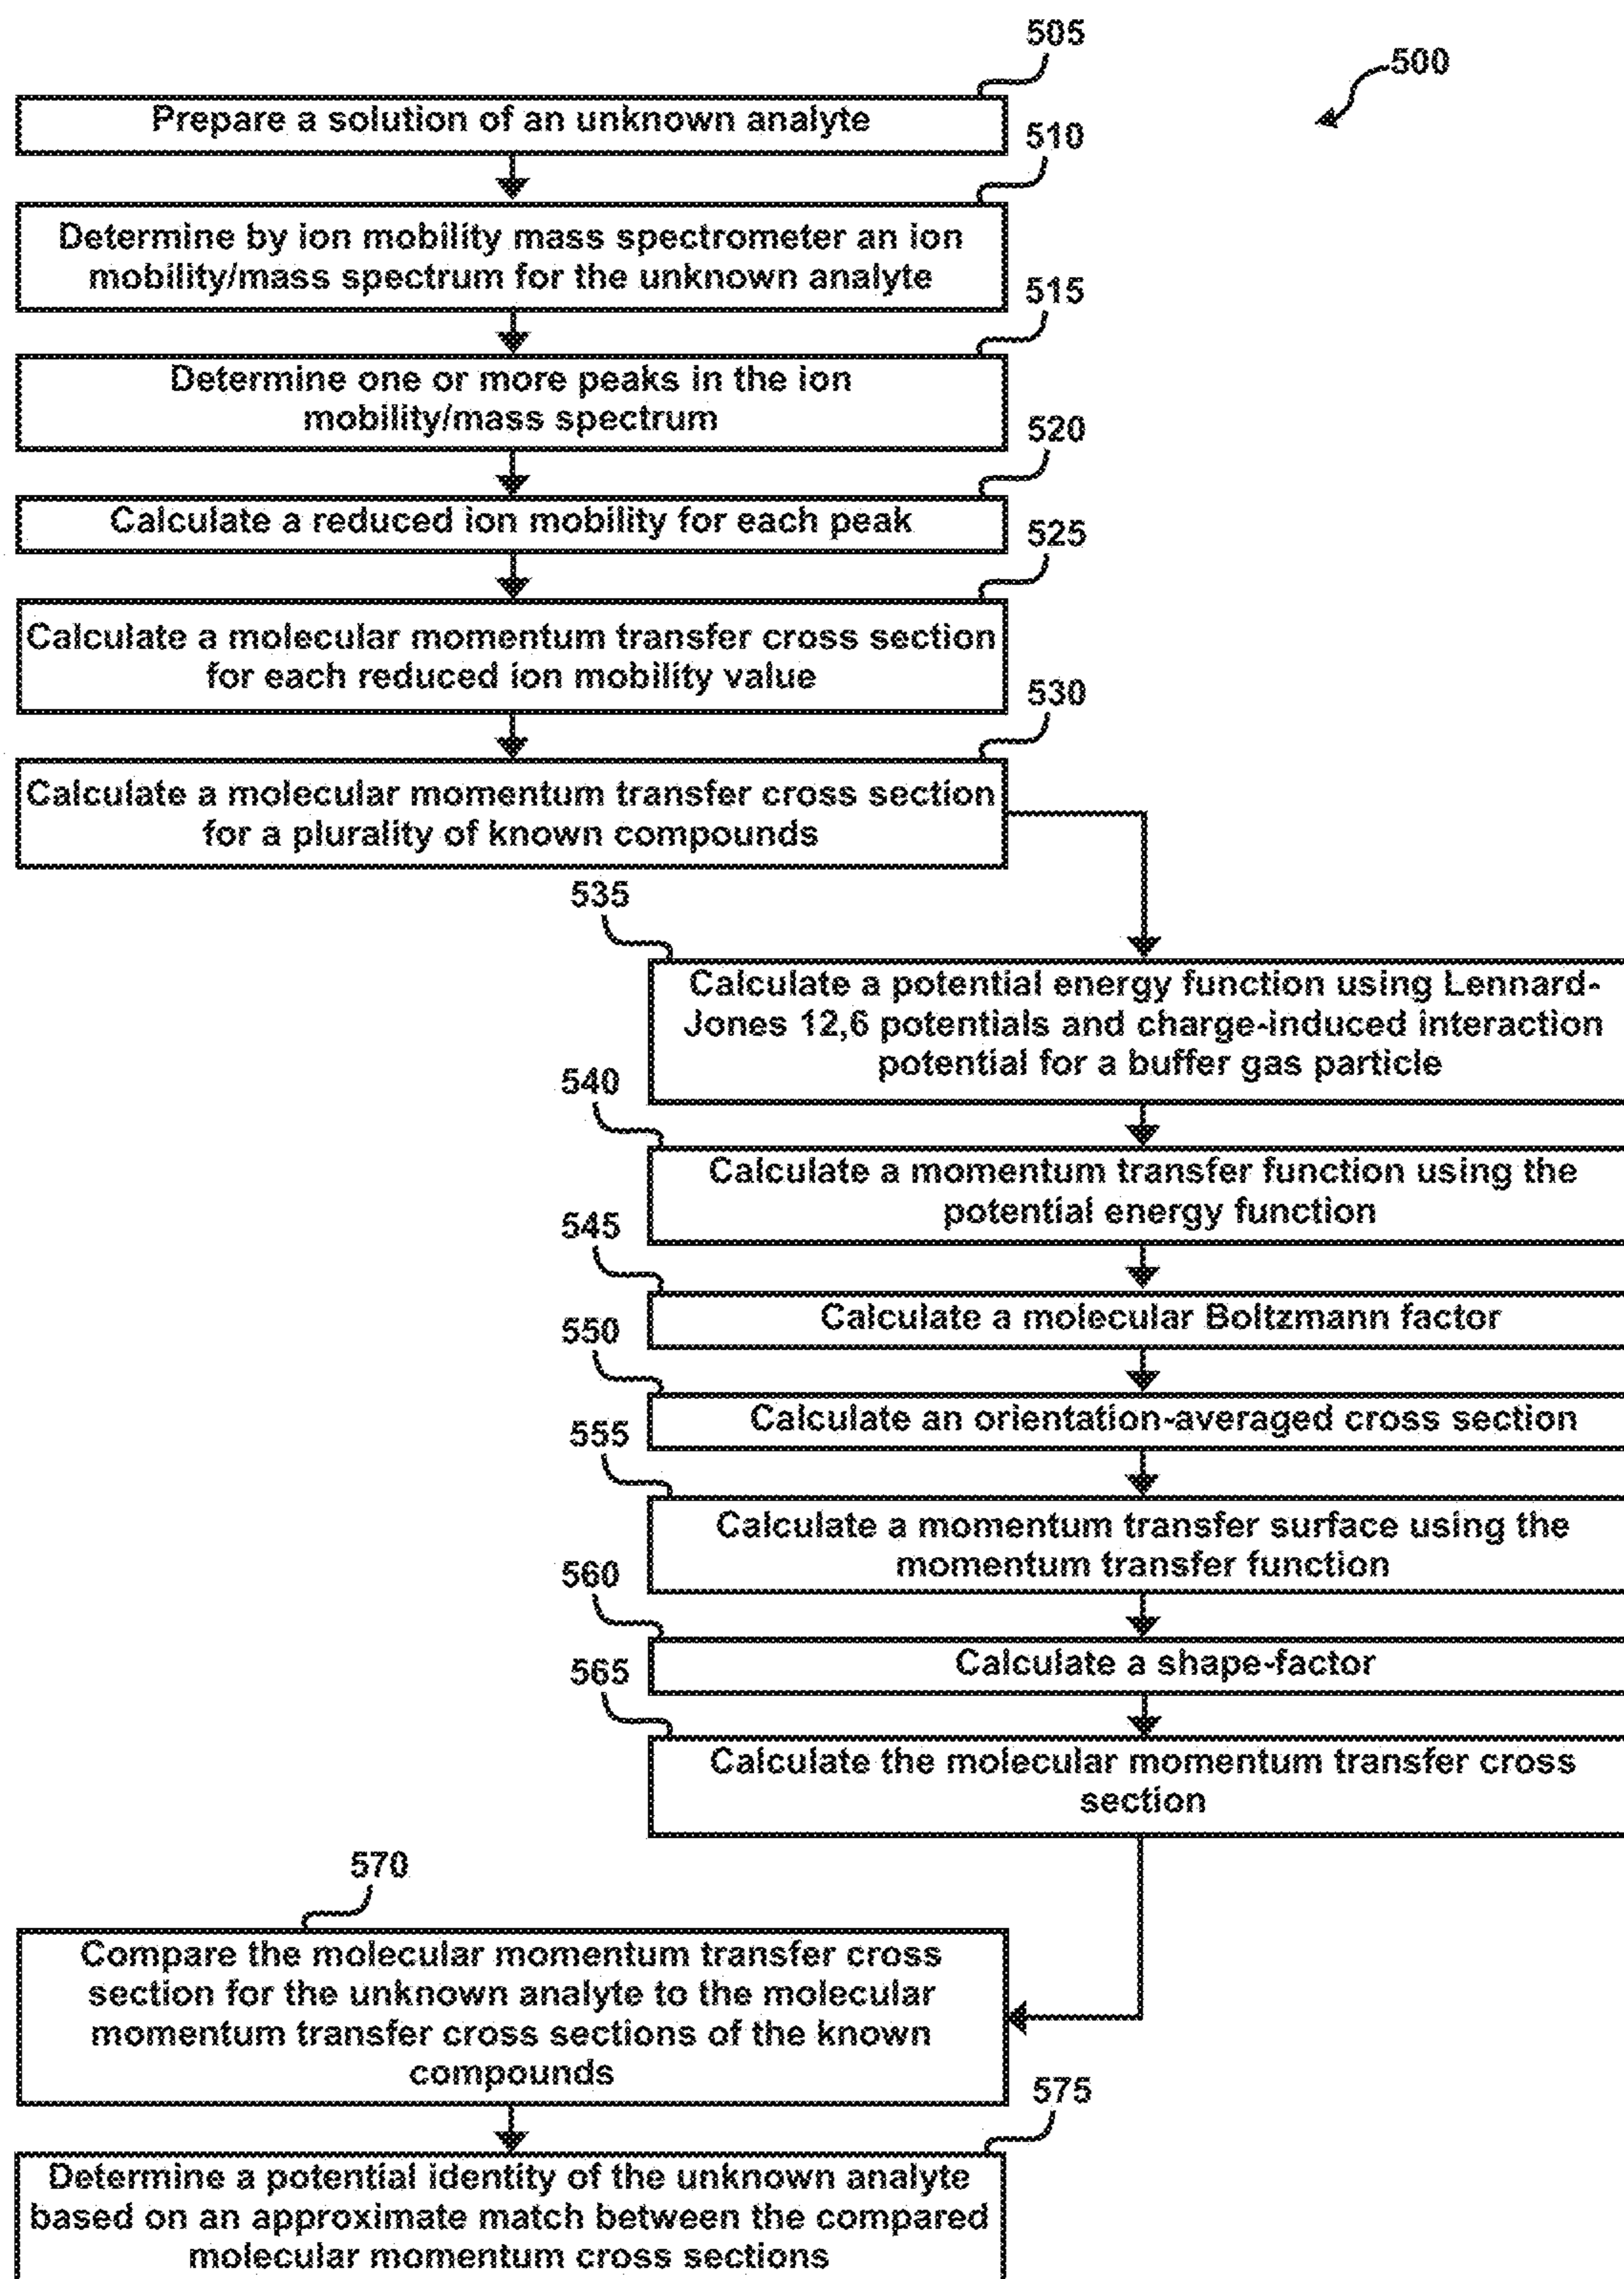 505
500
Prepare a solution of an unknown analyte
510
Determine by ion mobility mass spectrometer an ion
mobility/mass spectrum for the unknown analyte
515
Determine one or more peaks in the ion
mobility/mass spectrum
520
Calculate a reduced ion mobility for each peak
525
Calculate a molecular momentum transfer cross section
for each reduced ion mobility value
530
Calculate a molecular momentum transfer cross section
for a plurality of known compounds
535
Calculate a potential energy function using Lennard-
Jones 12,6 potentials and charge-induced interaction
potential for a buffer gas particle
540
Calculate a momentum transfer function using the
potential energy function
545
Calculate a molecular Boltzmann factor
550
Calculate an orientation-averaged cross section
555
Calculate a momentum transfer surface using the
momentum transfer function
560
Calculate a shape-factor
565
Calculate the molecular momentum transfer cross
section
570
Compare the molecular momentum transfer cross
section for the unknown analyte to the molecular
momentum transfer cross sections of the known
compounds
575
Determine a potential identity of the unknown analyte
based on an approximate match between the compared
molecular momentum cross sections